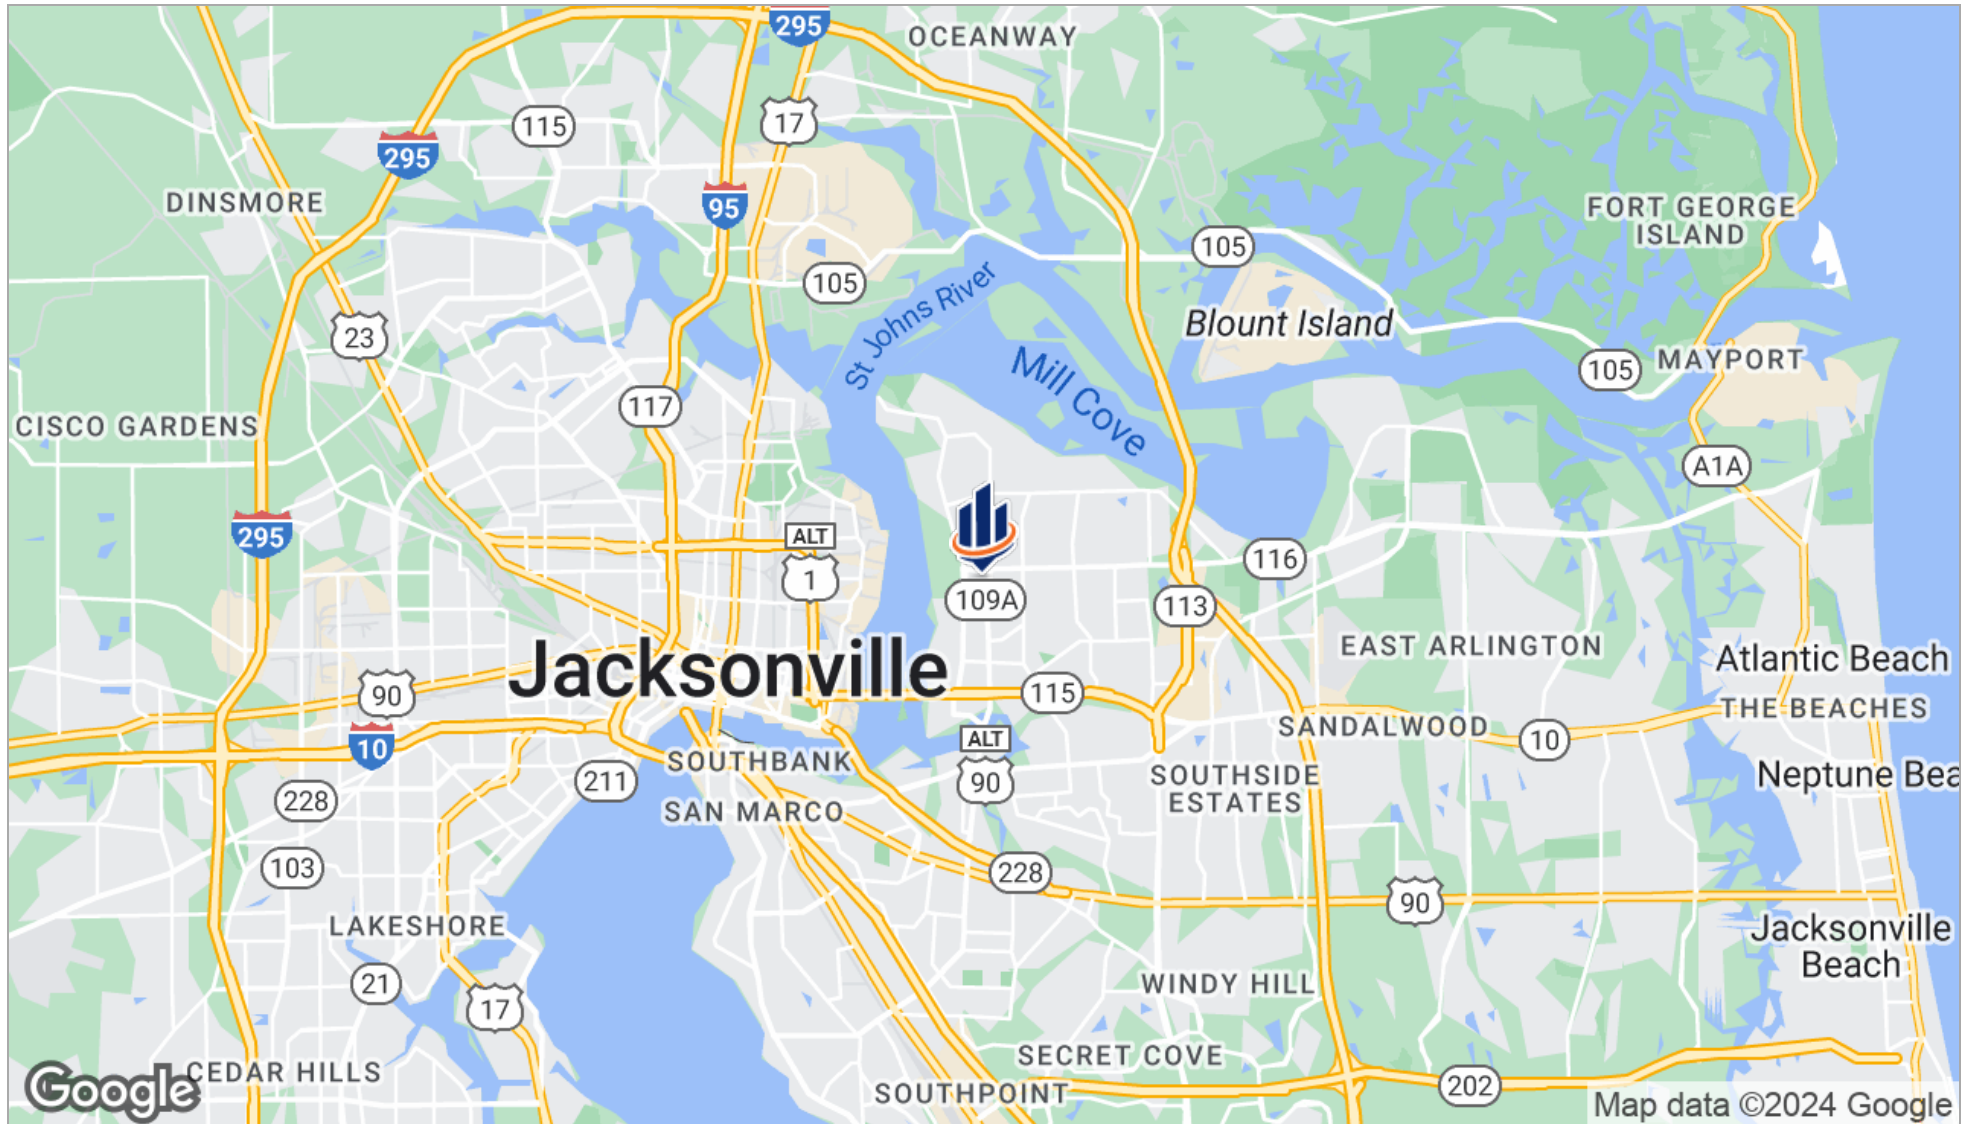 295
OCEANWAY
115
17
295
95
DINSMORE
FORT GEORGE
ISLAND
105
105
St Johns River
Blount Island
23
Mill Cove
105
MAYPORT
117
CISCO GARDENS
A1A
295
ALT
1
116
109A
113
EAST ARLINGTON
Jacksonville
Atlantic Beach
90
115
THE BEACHES
SANDALWOOD
10
ALT
10
SOUTHBANK
90
SOUTHSIDE
ESTATES
Neptune Bea
211
228
SAN MARCO
103
228
90
LAKESHORE
Jacksonville
Beach
21
17
WINDY HILL
SECRET COVE
CEDAR HILLS
SOUTHPOINT
202
Google
Map data ©2024 Google